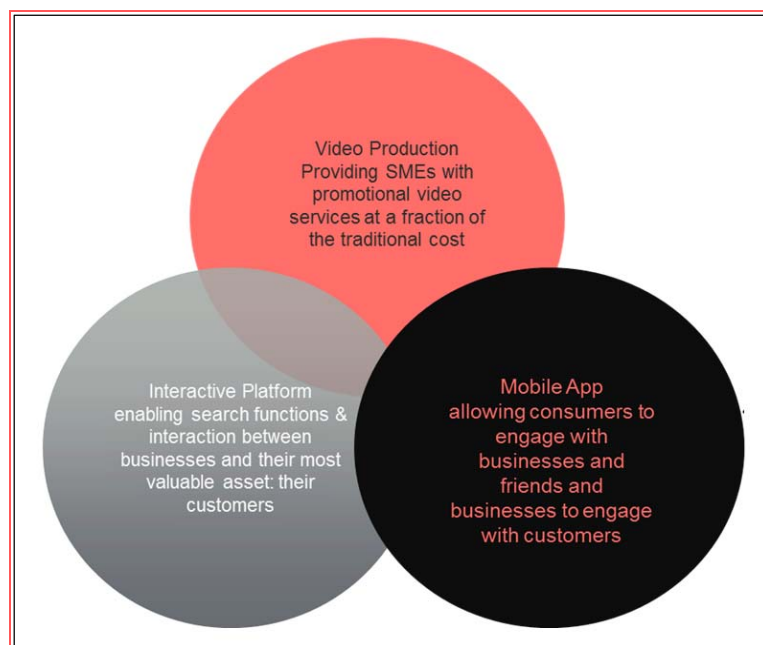 Video Production
Providing SMEs with
promotional video
services at a fraction of
the traditional cost
Interactive Platform
enabling search functions &
interaction between
businesses and their most
valuable asset: their
customers
Mobile App
allowing consumers to
engage with
businesses and
friends and
businesses to engage
with customers